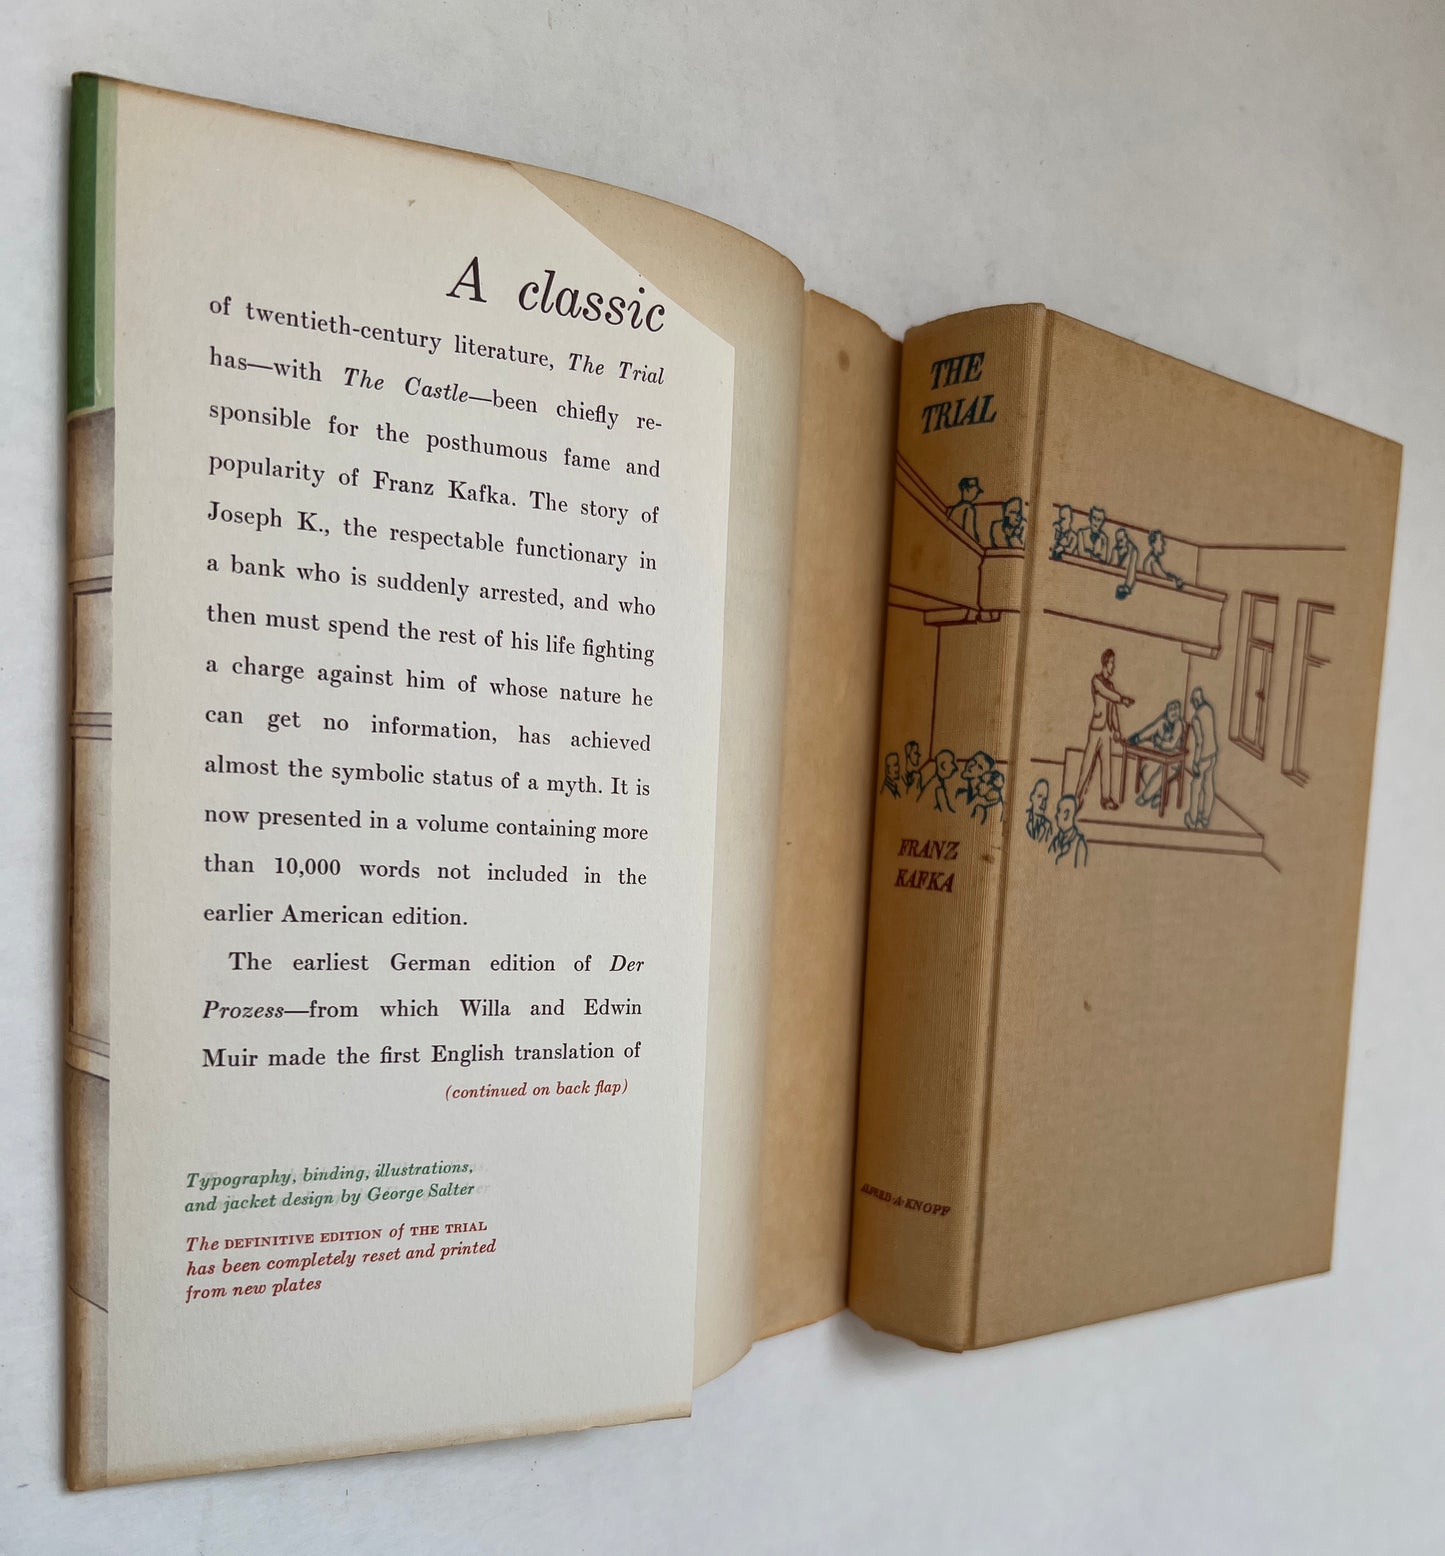 A classic
of twentieth-century literature, The Trial
has—with The Castle—been chiefly re-
sponsible for the posthumous fame and
popularity of Franz Kafka. The story of
Joseph K., the respectable functionary in
a bank who is suddenly arrested, and who
then must spend the rest of his life fighting
a charge against him of whose nature he
can get no information, has achieved
almost the symbolic status of a myth. It is
now presented in a volume containing more
than 10,000 words not included in the
earlier American edition.
The earliest German edition of Der
Prozess—from which Willa and Edwin
Muir made the first English translation of
(continued on back flap)
Typography, binding, illustrations,
and jacket design by George Salter
The DEFINITIVE EDITION of THE TRIAL
has been completely reset and printed
from new plates
THE
TRIAL
FRANZ
KAFKA
ALFRED·A·KNOPF